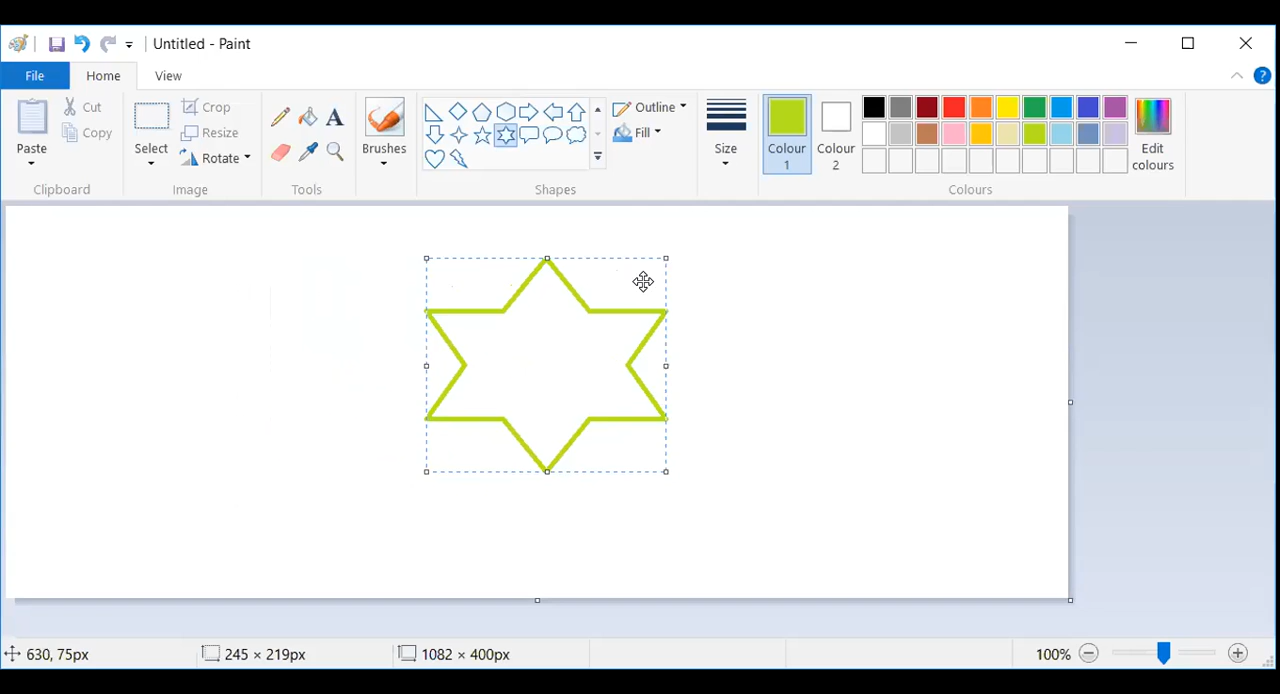 Untitled - Paint
File Home View
Paste
Cut
Copy
Clipboard
Select
Crop
Resize
Rotate
Image
A
Tools
Brushes
Outline
Fill
Shapes
Size
Colour 1
Colour 2
Edit colours
Colours
630, 75px 245 × 219px 1082 × 400px 100%